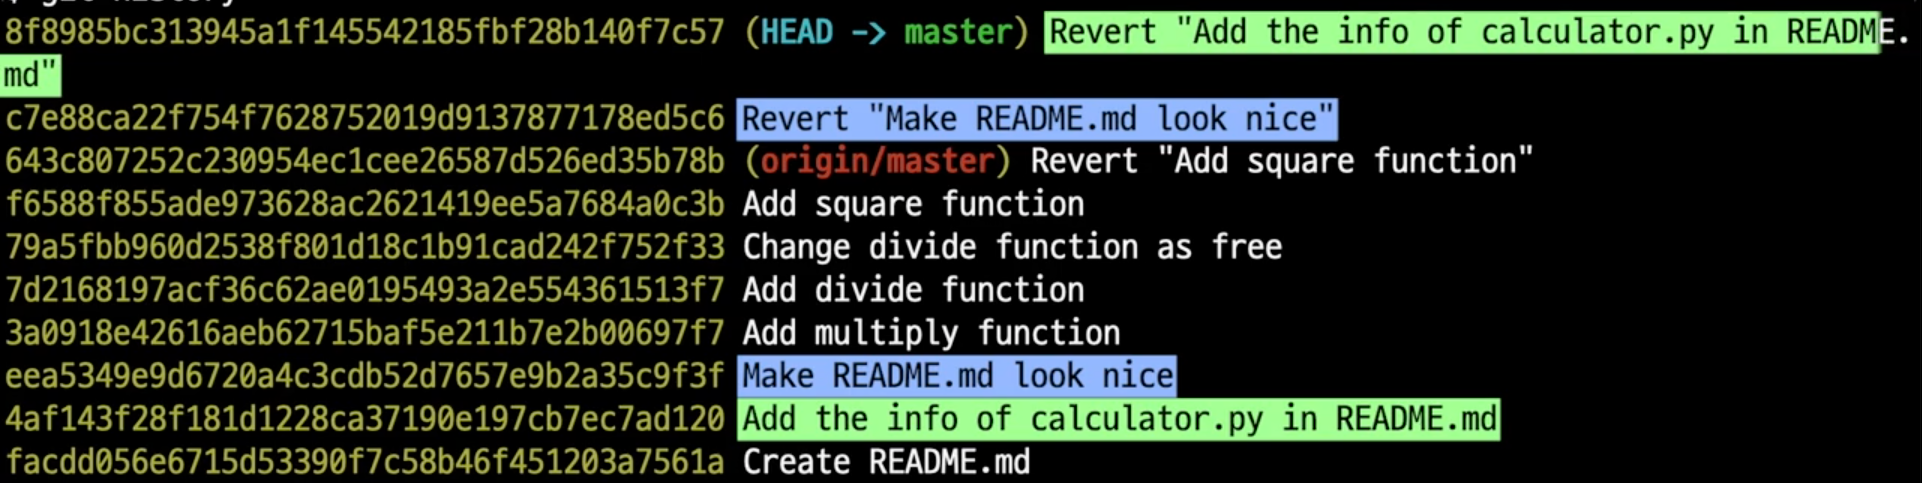 8f8985bc313945a1f145542185fbf28b140f7c57 (HEAD -> master) Revert "Add the info of calculator.py in README.
md"
c7e88ca22f754f7628752019d9137877178ed5c6 Revert "Make README.md look nice"
643c807252c230954ec1cee26587d526ed35b78b (origin/master) Revert "Add square function"
f6588f855ade973628ac2621419ee5a7684a0c3b Add square function
79a5fbb960d2538f801d18c1b91cad242f752f33 Change divide function as free
7d2168197acf36c62ae0195493a2e554361513f7 Add divide function
3a0918e42616aeb62715baf5e211b7e2b00697f7 Add multiply function
eea5349e9d6720a4c3cdb52d7657e9b2a35c9f3f Make README.md look nice
4af143f28f181d1228ca37190e197cb7ec7ad120 Add the info of calculator.py in README.md
facdd056e6715d53390f7c58b46f451203a7561a Create README.md